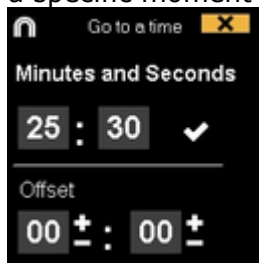 a specific moment
Go to a time
Minutes and Seconds
25 : 30
Offset
00 : 00